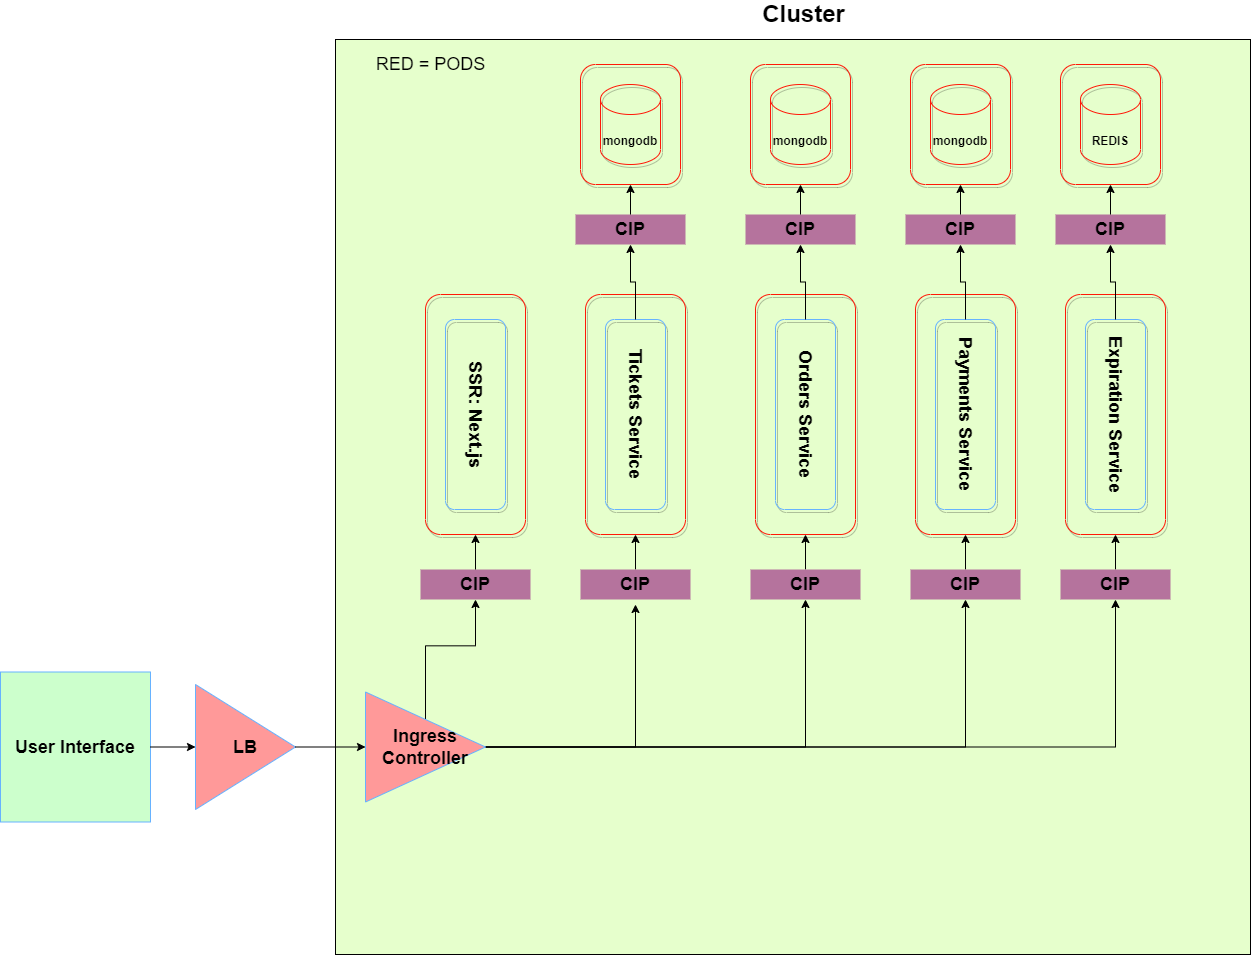 Cluster
RED = PODS
mongodb
mongodb
mongodb
REDIS
CIP
CIP
CIP
CIP
SSR: Next.js
Tickets Service
Orders Service
Payments Service
Expiration Service
CIP
CIP
CIP
CIP
CIP
User Interface
LB
Ingress
Controller